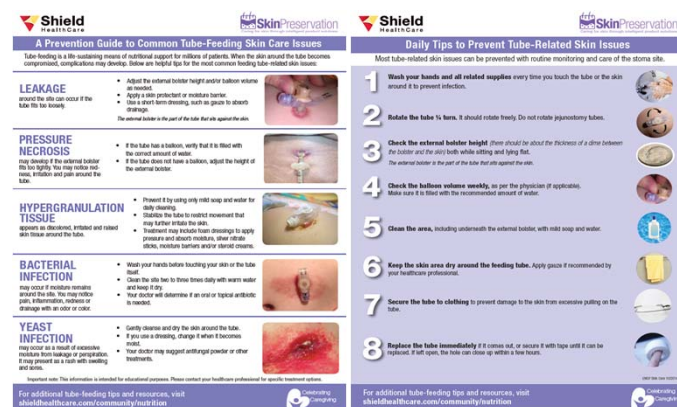 Shield
HealthCare
SkinPreservation
A Prevention Guide to Common Tube-Feeding Skin Care Issues
Tube-feeding is a life-sustaining means of nutritional support for millions of patients. When the skin around the tube becomes
compromised, complications may develop. Below are helpful tips for the most common feeding tube-related skin issues:
LEAKAGE
around the site can occur if the
tube fits too loosely.
• Adjust the external bolster height and/or balloon volume
as needed.
• Apply a skin protectant or moisture barrier.
• Use a short-term dressing, such as gauze to absorb
drainage.
The external bolster is the part of the tube that sits against the skin.
PRESSURE
NECROSIS
may develop if the external bolster
fits too tightly. You may notice red-
ness, irritation and pain around the
tube.
• If the tube has a balloon, verify that it is filled with
the correct amount of water.
• If the tube does not have a balloon, adjust the height of
the external bolster.
HYPERGRANULATION
TISSUE
appears as discolored, irritated and raised
skin tissue around the tube.
• Prevent it by using only mild soap and water for
daily cleaning.
• Stabilize the tube to restrict movement that
may further irritate the skin.
• Treatment may include foam dressings to apply
pressure and absorb moisture, silver nitrate
sticks, moisture barriers and/or steroid creams.
BACTERIAL
INFECTION
may occur if moisture remains
around the site. You may notice
pain, inflammation, redness or
drainage with an odor or color.
• Wash your hands before touching your skin or the tube
itself.
• Clean the site two to three times daily with warm water
and keep it dry.
• Your doctor will determine if an oral or topical antibiotic
is needed.
YEAST
INFECTION
may occur as a result of excessive
moisture from leakage or perspiration.
It may present as a rash with swelling
and sores.
• Gently cleanse and dry the skin around the tube.
• If you use a dressing, change it when it becomes
moist.
• Your doctor may suggest antifungal powder or other
treatments.
Important note: This information is intended for educational purposes. Please contact your healthcare professional for specific treatment options.
For additional tube-feeding tips and resources, visit
shieldhealthcare.com/community/nutrition
Celebrating
Caregiving
Shield
HealthCare
SkinPreservation
Daily Tips to Prevent Tube-Related Skin Issues
Most tube-related skin issues can be prevented with routine monitoring and care of the stoma site.
1 Wash your hands and all related supplies every time you touch the tube or the skin
around it to prevent infection.
2 Rotate the tube ¼ turn. It should rotate freely. Do not rotate jejunostomy tubes.
3 Check the external bolster height (there should be about the thickness of a dime between
the bolster and the skin) both while sitting and lying flat.
The external bolster is the part of the tube that sits against the skin.
4 Check the balloon volume weekly, as per the physician (if applicable).
Make sure it is filled with the recommended amount of water.
5 Clean the area, including underneath the external bolster, with mild soap and water.
6 Keep the skin area dry around the feeding tube. Apply gauze if recommended by
your healthcare professional.
7 Secure the tube to clothing to prevent damage to the skin from excessive pulling on the
tube.
8 Replace the tube immediately if it comes out, or secure it with tape until it can be
replaced. If left open, the hole can close up within a few hours.
For additional tube-feeding tips and resources, visit
shieldhealthcare.com/community/nutrition
Celebrating
Caregiving